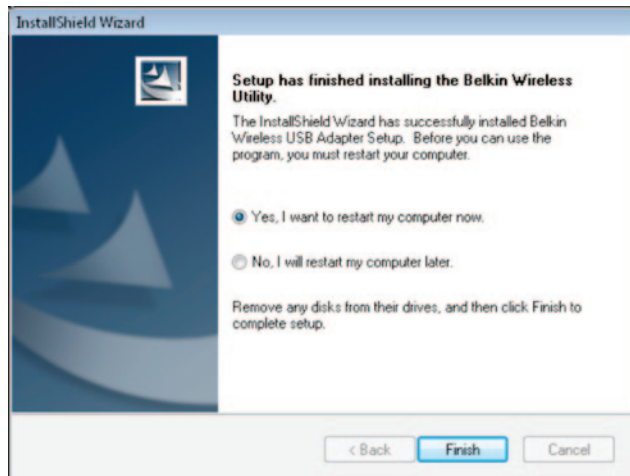 InstallShield Wizard
Setup has finished installing the Belkin Wireless
Utility.
The InstallShield Wizard has successfully installed Belkin
Wireless USB Adapter Setup. Before you can use the
program, you must restart your computer.
Yes, I want to restart my computer now.
No, I will restart my computer later.
Remove any disks from their drives, and then click Finish to
complete setup.
< Back Finish Cancel